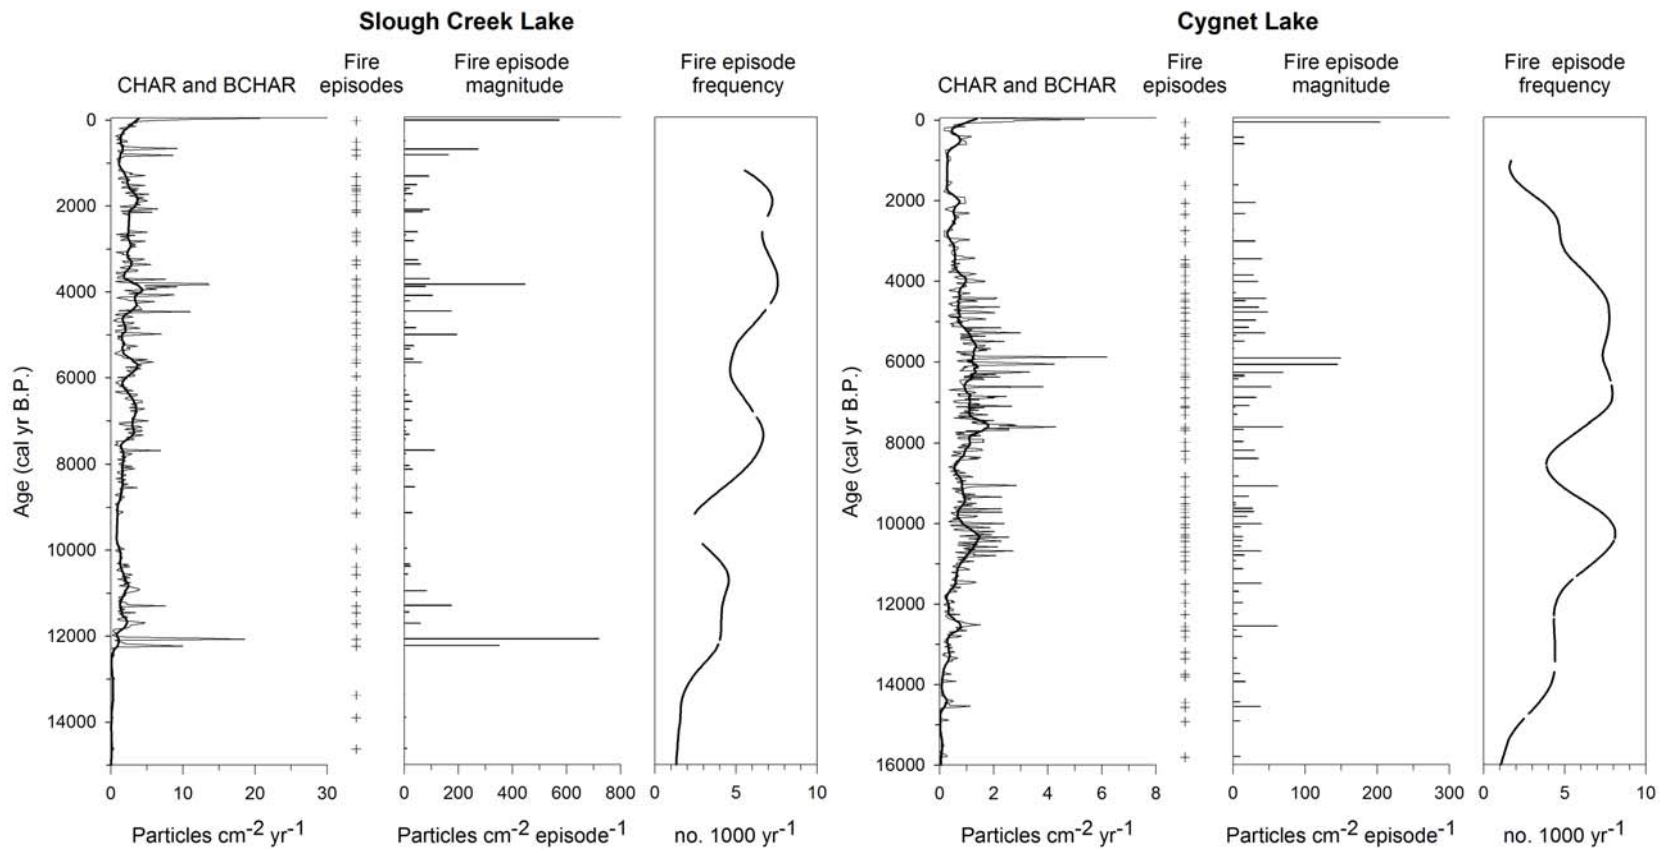 Slough Creek Lake
Cygnet Lake
CHAR and BCHAR
Fire
episodes
Fire episode
magnitude
Fire episode
frequency
CHAR and BCHAR
Fire
episodes
Fire episode
magnitude
Fire episode
frequency
Age (cal yr B.P.)
0
2000
4000
6000
8000
10000
12000
14000
0 10 20 30
0 200 400 600 800
0 5 10
Particles cm⁻² yr⁻¹
Particles cm⁻² episode⁻¹
no. 1000 yr⁻¹
Age (cal yr B.P.)
0
2000
4000
6000
8000
10000
12000
14000
16000
0 2 4 6 8
0 100 200 300
0 5 10
Particles cm⁻² yr⁻¹
Particles cm⁻² episode⁻¹
no. 1000 yr⁻¹